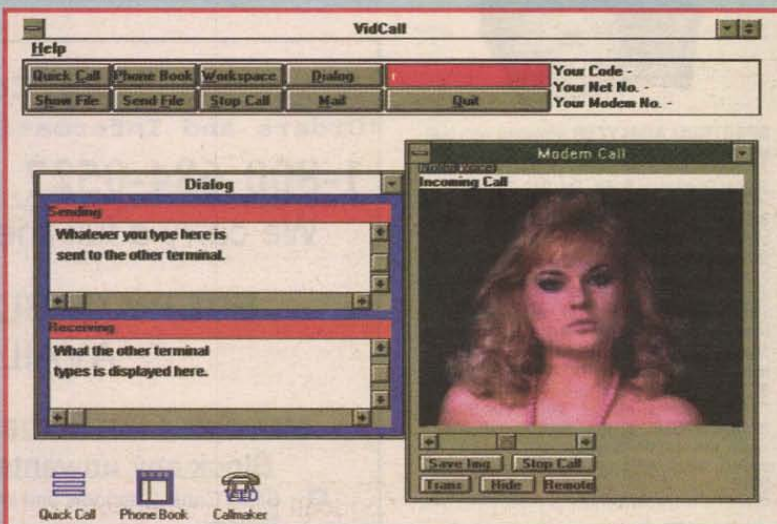 VidCall
Help
Quick Call Phone Book Workspace Dialog
Show File Send File Stop Call Mail Quit
Your Code -
Your Net No. -
Your Modem No. -
Orders and Informa
Dialog
Sending
Whatever you type here is
sent to the other terminal.
Receiving
What the other terminal
types is displayed here.
Modem Call
Incoming Call
Save Img Stop Call
Trans Hide Remote
Quick Call Phone Book Callmaker